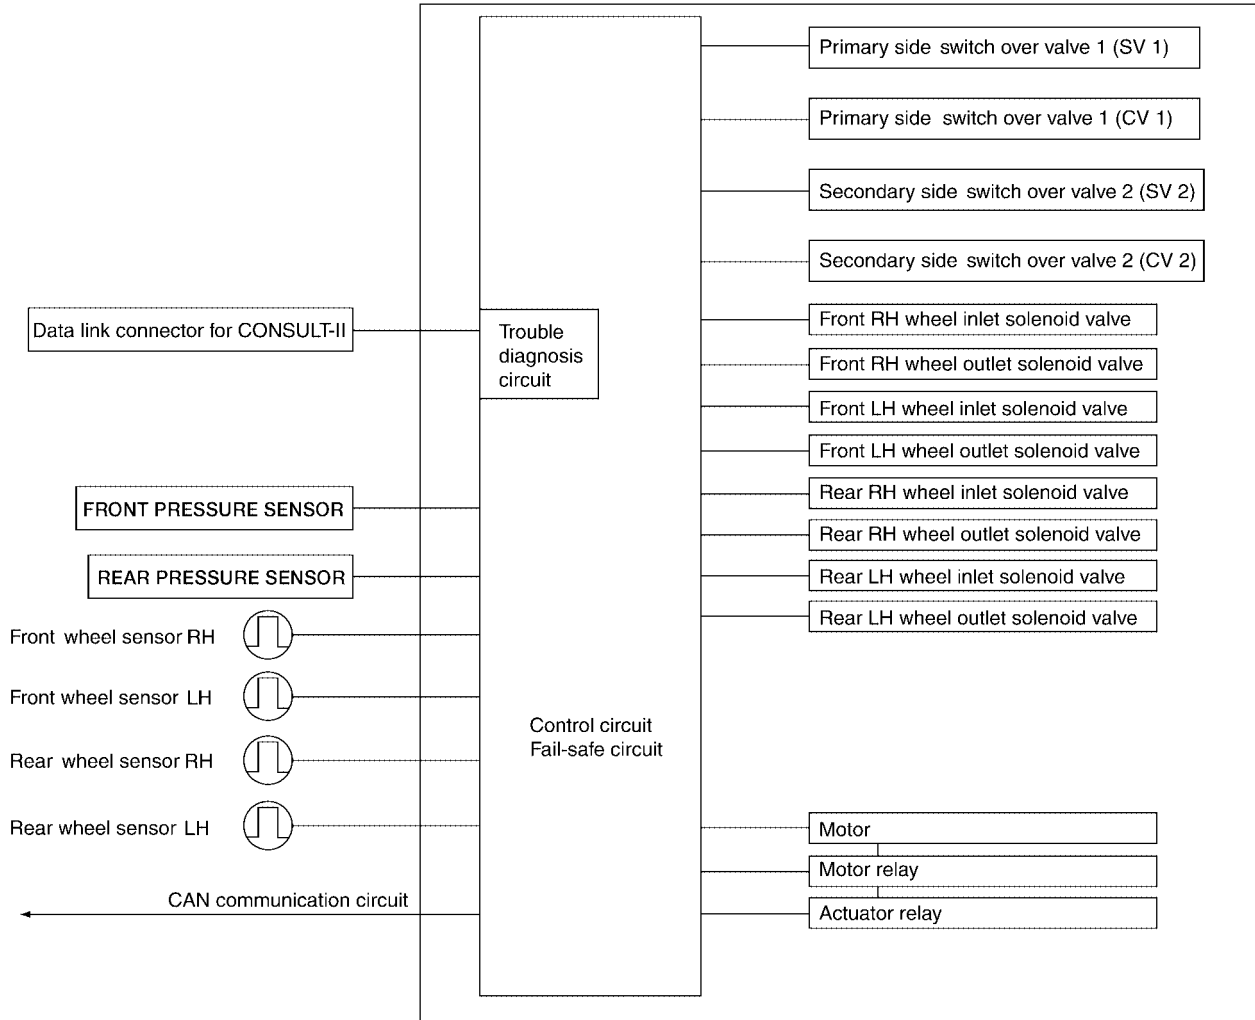 Primary side switch over valve 1 (SV 1)
Primary side switch over valve 1 (CV 1)
Secondary side switch over valve 2 (SV 2)
Secondary side switch over valve 2 (CV 2)
Data link connector for CONSULT-II
Trouble
diagnosis
circuit
Front RH wheel inlet solenoid valve
Front RH wheel outlet solenoid valve
Front LH wheel inlet solenoid valve
Front LH wheel outlet solenoid valve
Rear RH wheel inlet solenoid valve
Rear RH wheel outlet solenoid valve
Rear LH wheel inlet solenoid valve
Rear LH wheel outlet solenoid valve
FRONT PRESSURE SENSOR
REAR PRESSURE SENSOR
Front wheel sensor RH
Front wheel sensor LH
Rear wheel sensor RH
Rear wheel sensor LH
CAN communication circuit
Control circuit
Fail-safe circuit
Motor
Motor relay
Actuator relay